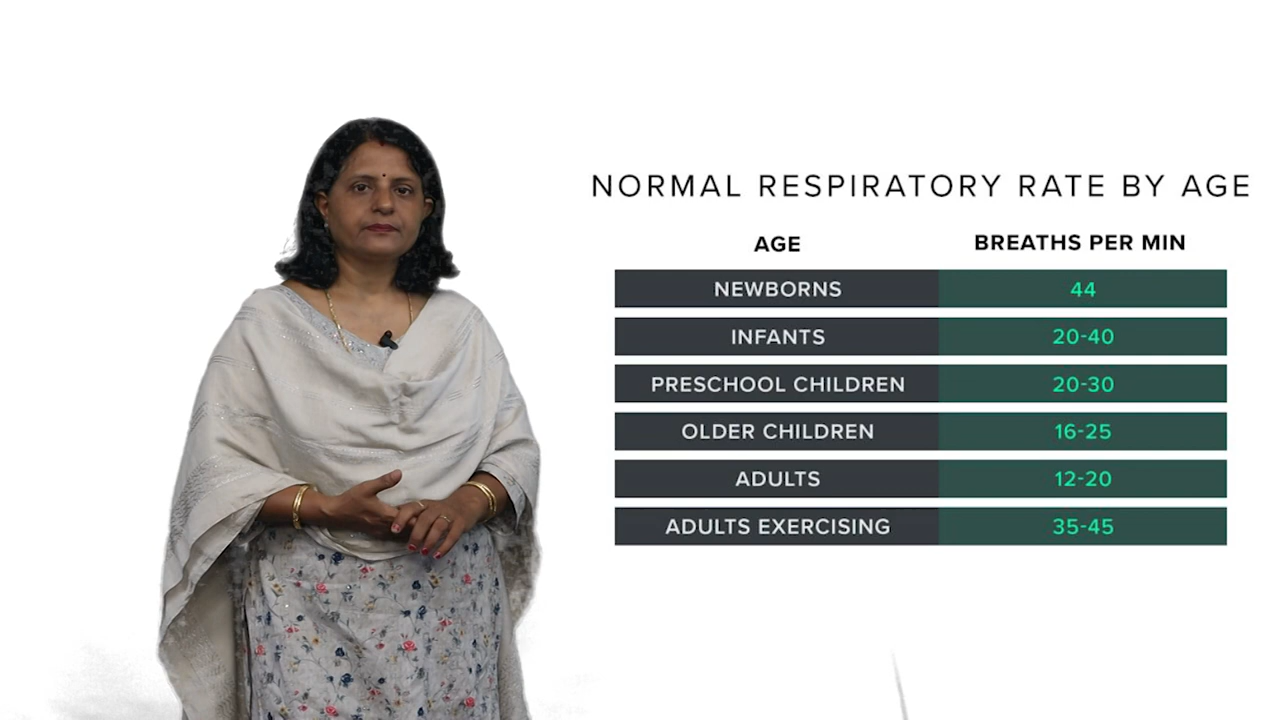 NORMAL RESPIRATORY RATE BY AGE
AGE BREATHS PER MIN
NEWBORNS 44
INFANTS 20-40
PRESCHOOL CHILDREN 20-30
OLDER CHILDREN 16-25
ADULTS 12-20
ADULTS EXERCISING 35-45